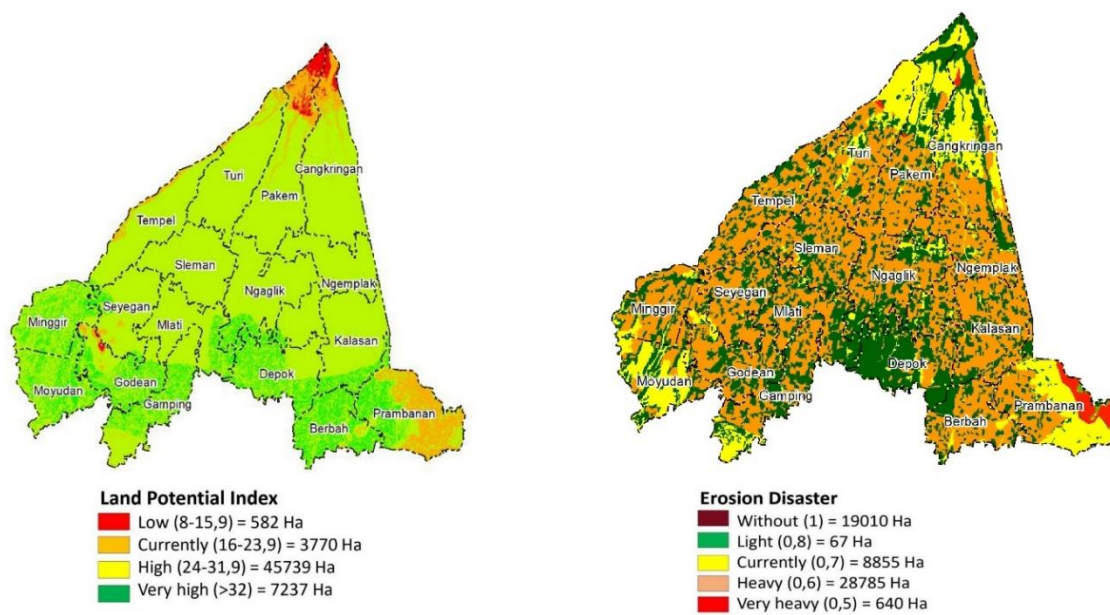 Turi
Cangkringan
Pakem
Tempel
Sleman
Ngaglik
Ngemplak
Seyegan
Minggir
Mlati
Kalasan
Moyudan
Godean
Depok
Gamping
Prambanan
Berbah
Land Potential Index
Low (8-15,9) = 582 Ha
Currently (16-23,9) = 3770 Ha
High (24-31,9) = 45739 Ha
Very high (>32) = 7237 Ha
Cangkringan
Turi
Pakem
Tempel
Sleman
Ngaglik
Ngemplak
Seyegan
Minggir
Mlati
Kalasan
Depok
Godean
Moyudan
Gamping
Prambanan
Berbah
Erosion Disaster
Without (1) = 19010 Ha
Light (0,8) = 67 Ha
Currently (0,7) = 8855 Ha
Heavy (0,6) = 28785 Ha
Very heavy (0,5) = 640 Ha